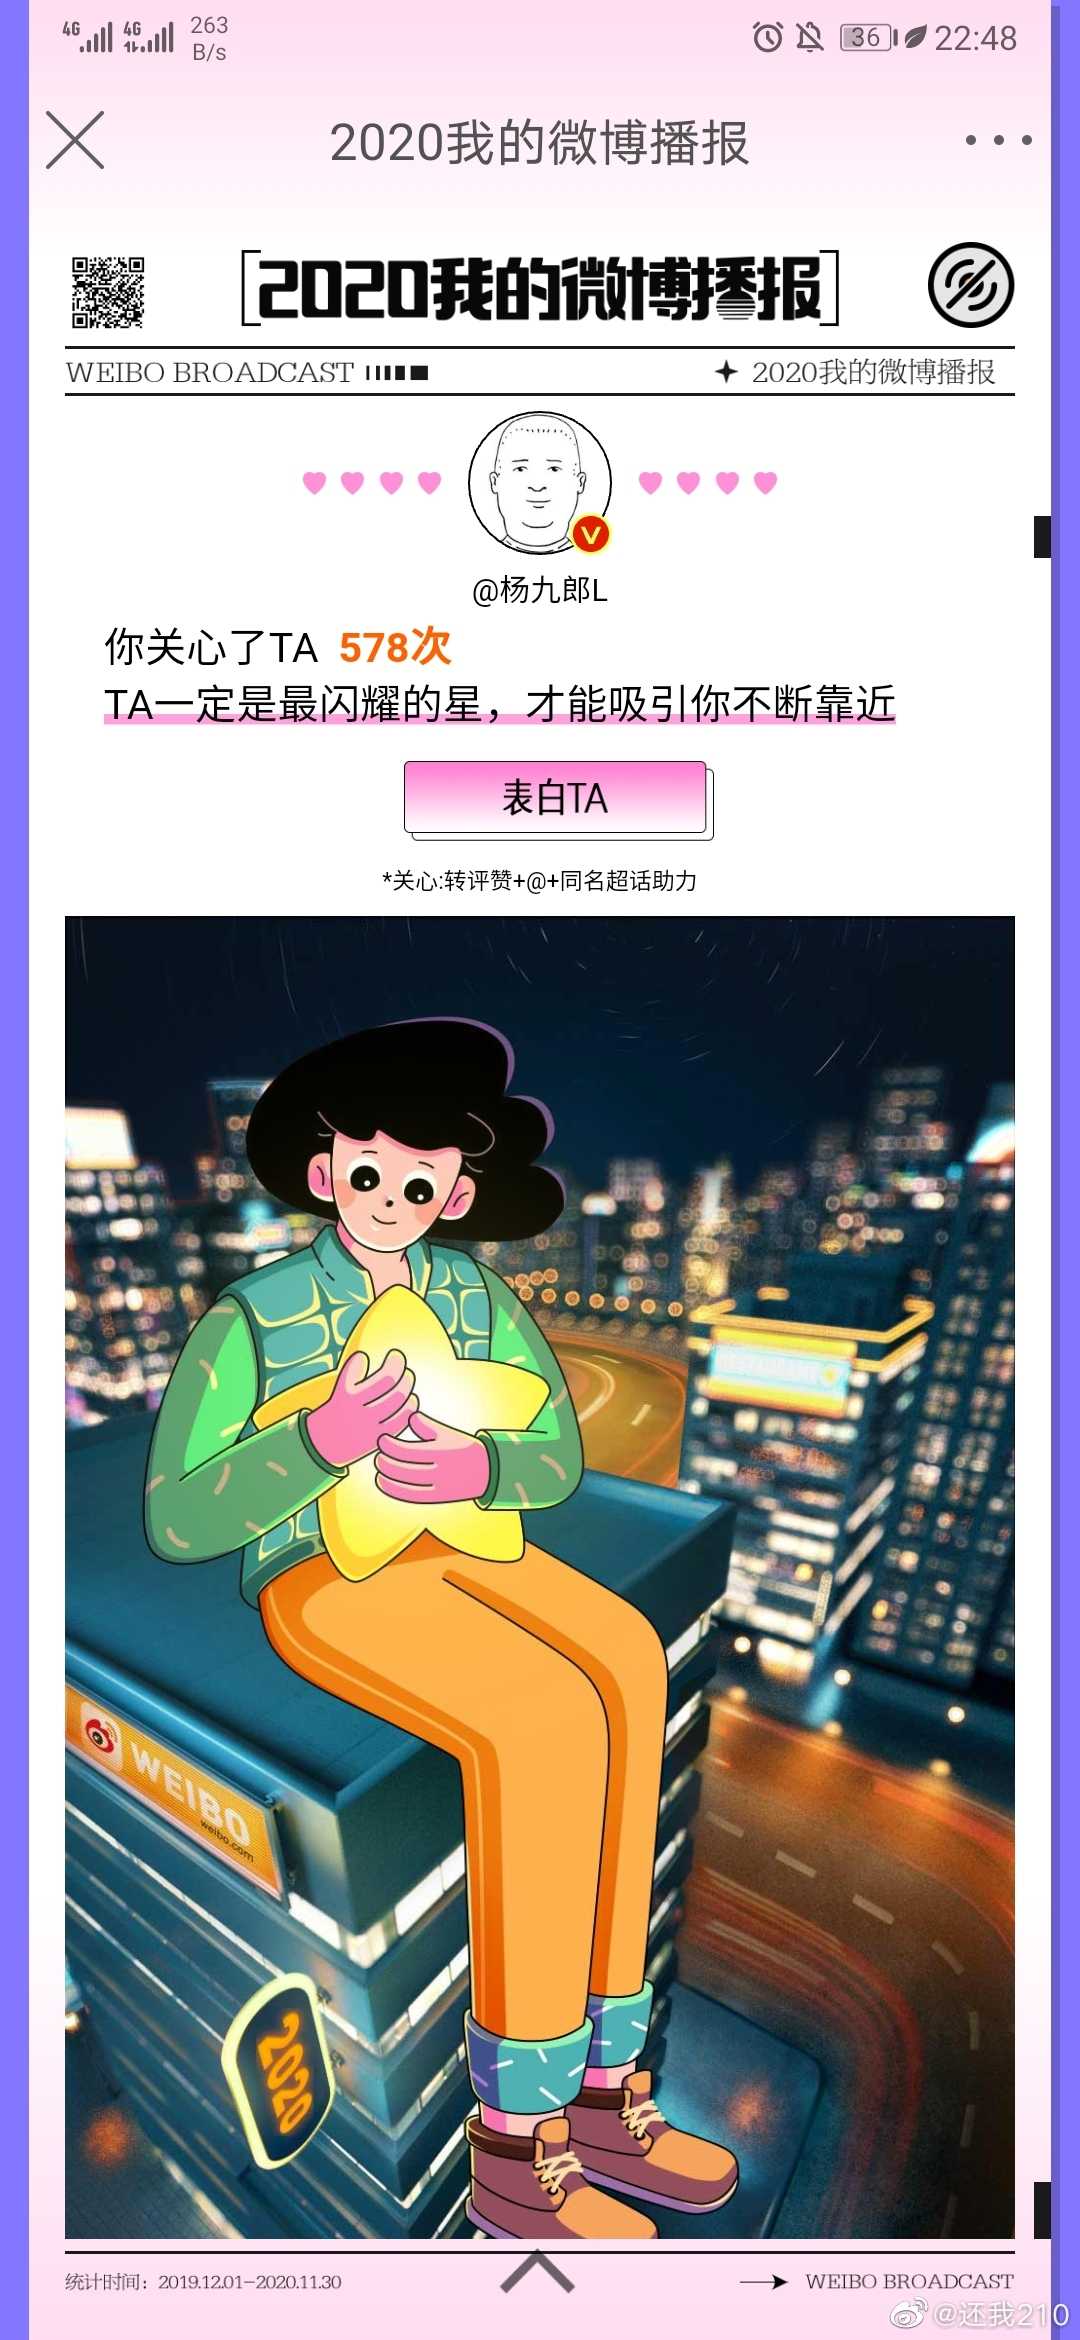 4G 4G 263 B/s 36 22:48
2020我的微博播报
2020我的微博播报
WEIBO BROADCAST
2020我的微博播报
@杨九郎L
你关心了TA 578次
TA一定是最闪耀的星，才能吸引你不断靠近
表白TA
*关心:转评赞+@+同名超话助力
WEIBO
weibo.com
2020
统计时间：2019.12.01-2020.11.30
WEIBO BROADCAST
@还我210